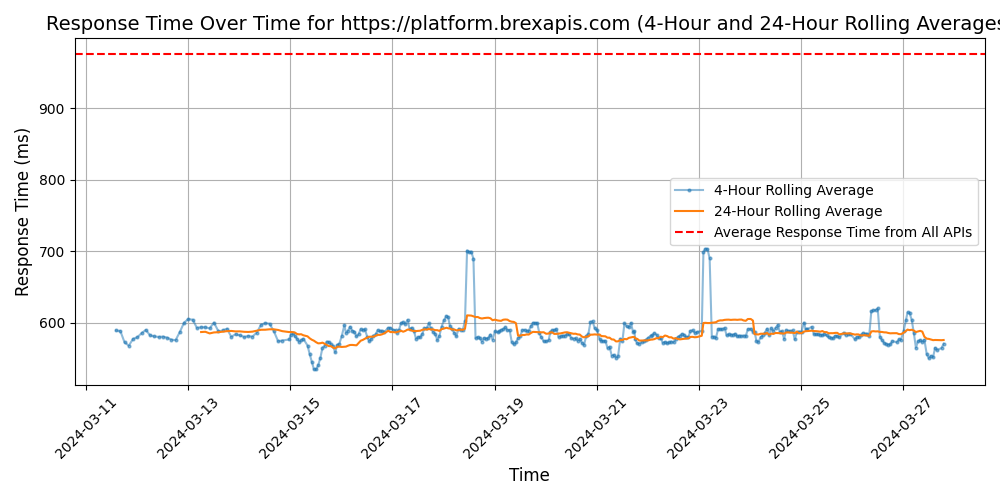 Response Time Over Time for https://platform.brexapis.com (4-Hour and 24-Hour Rolling Averages
Response Time (ms)
900
800
700
600
4-Hour Rolling Average
24-Hour Rolling Average
Average Response Time from All APIs
2024-03-11
2024-03-13
2024-03-15
2024-03-17
2024-03-19
2024-03-21
2024-03-23
2024-03-25
2024-03-27
Time